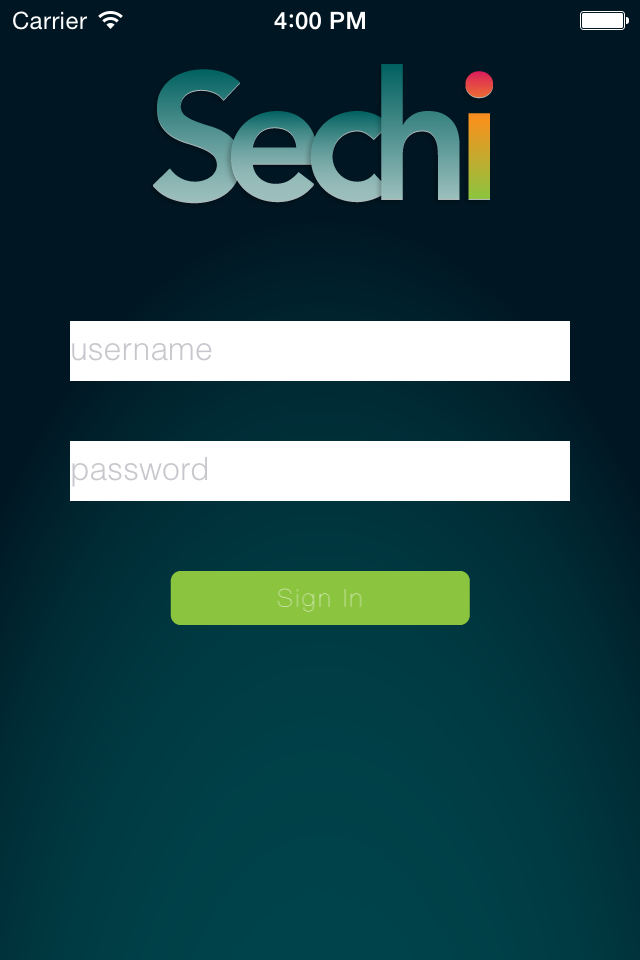 Carrier 4:00 PM
Sechi
username
password
Sign In